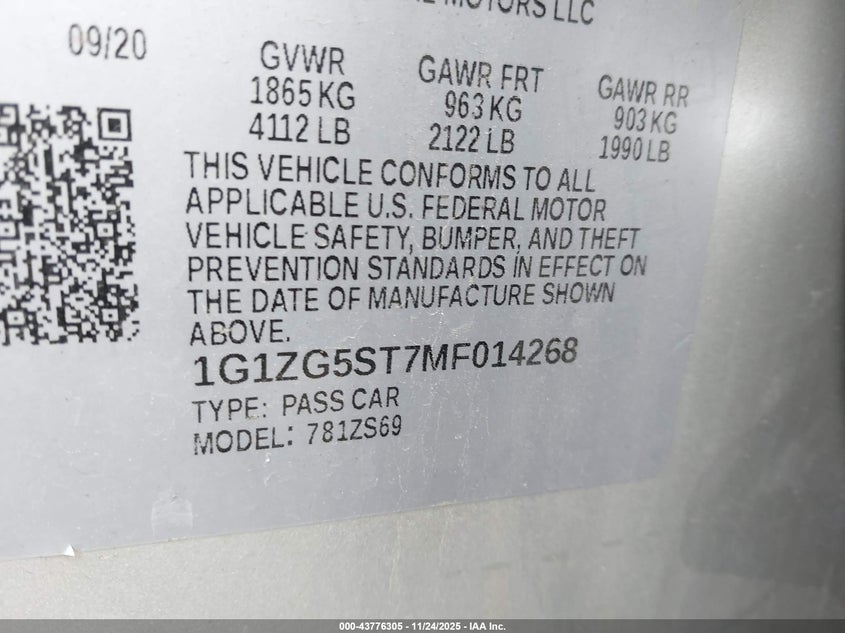 MOTORS LLC
09/20
GVWR
1865 KG
4112 LB
GAWR FRT
963 KG
2122 LB
GAWR RR
903 KG
1990 LB
THIS VEHICLE CONFORMS TO ALL
APPLICABLE U.S. FEDERAL MOTOR
VEHICLE SAFETY, BUMPER, AND THEFT
PREVENTION STANDARDS IN EFFECT ON
THE DATE OF MANUFACTURE SHOWN
ABOVE.
1G1ZG5ST7MF014268
TYPE: PASS CAR
MODEL: 781ZS69
000-43776305 - 11/24/2025 - IAA Inc.